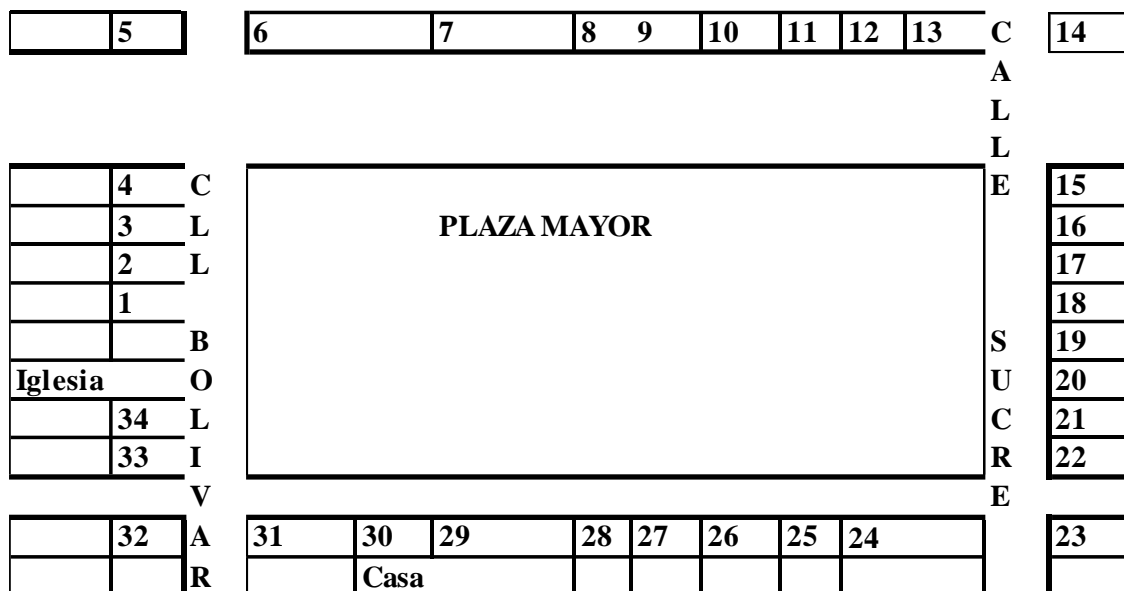 5 6 7 8 9 10 11 12 13 C 14
A
L
L
4 C E 15
3 L PLAZA MAYOR 16
2 L 17
1 18
B S 19
Iglesia O U 20
34 L C 21
33 I R 22
V E
32 A 31 30 29 28 27 26 25 24 23
R Casa